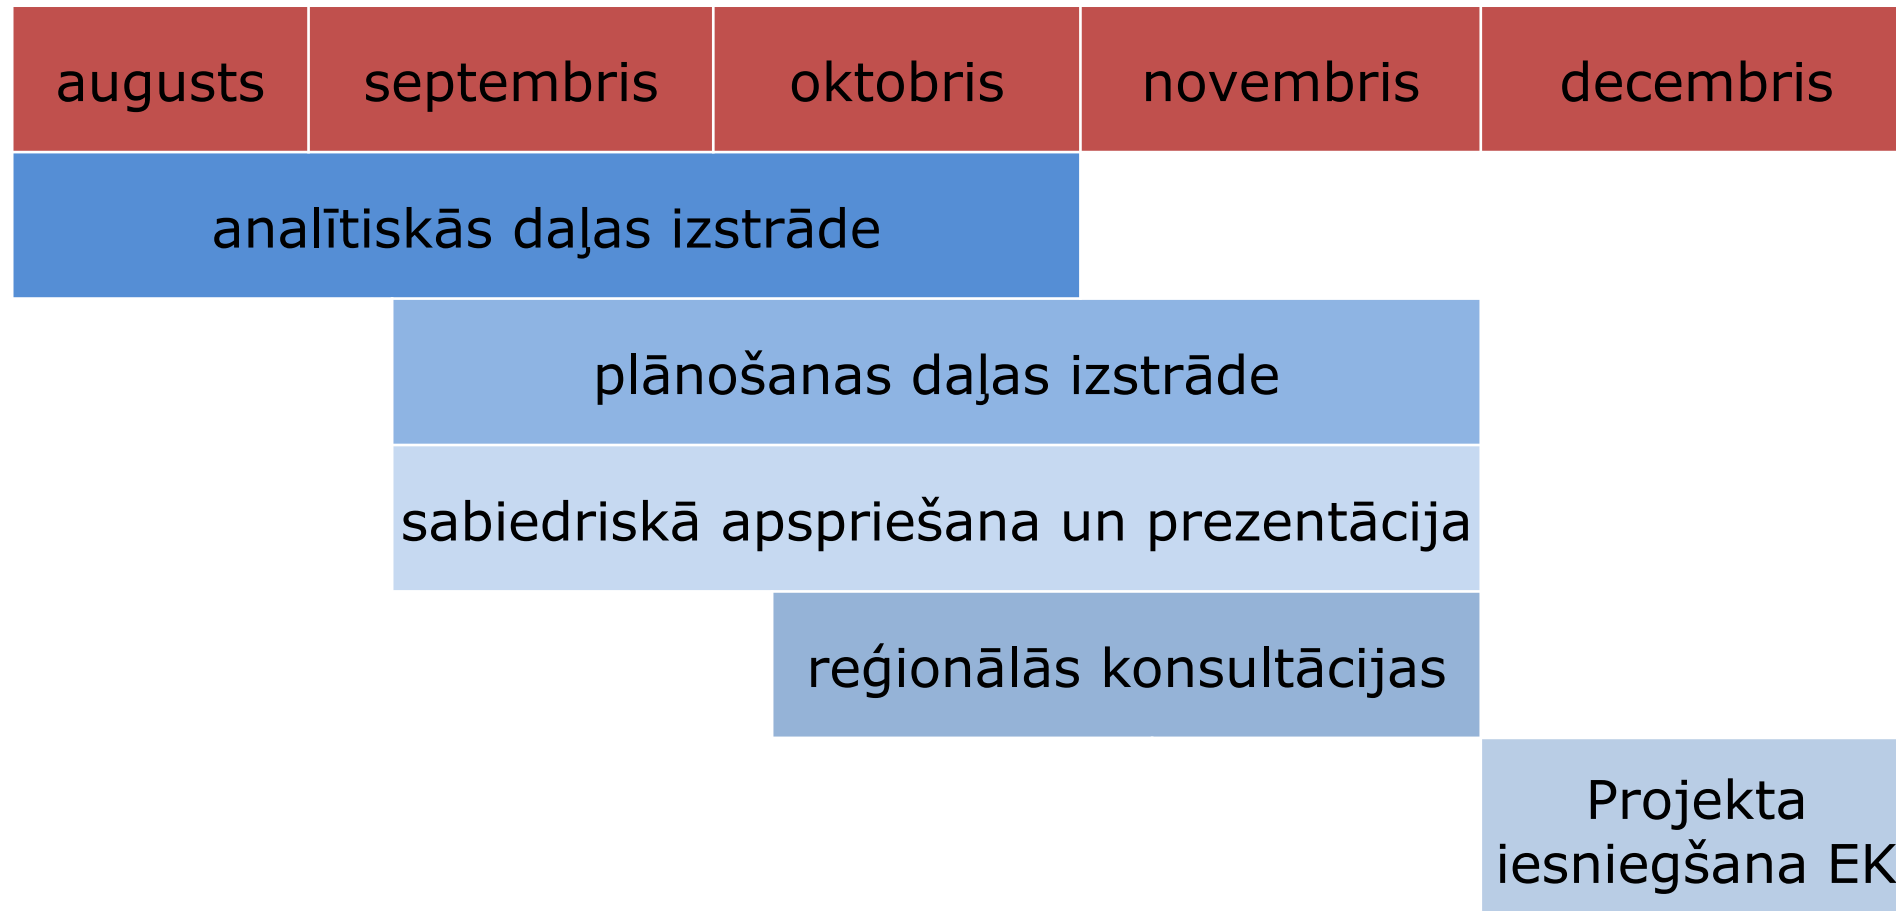 augusts septembris oktobris novembris decembris
analītiskās daļas izstrāde
plānošanas daļas izstrāde
sabiedriskā apspriešana un prezentācija
reģionālās konsultācijas
Projekta
iesniegšana EK